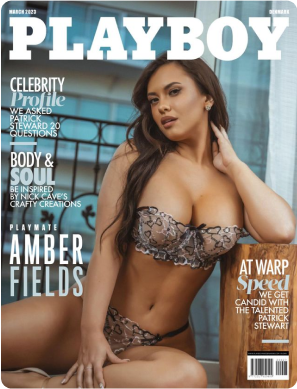 MARCH 2023
DENMARK
PLAYBOY
CELEBRITY
Profile
WE ASKED
PATRICK
STEWARD 20
QUESTIONS
BODY &
SOUL
BE INSPIRED
BY NICK CAVE'S
CRAFTY CREATIONS
PLAYMATE
AMBER
FIELDS
AT WARP
Speed
WE GET
CANDID WITH
THE TALENTED
PATRICK
STEWART